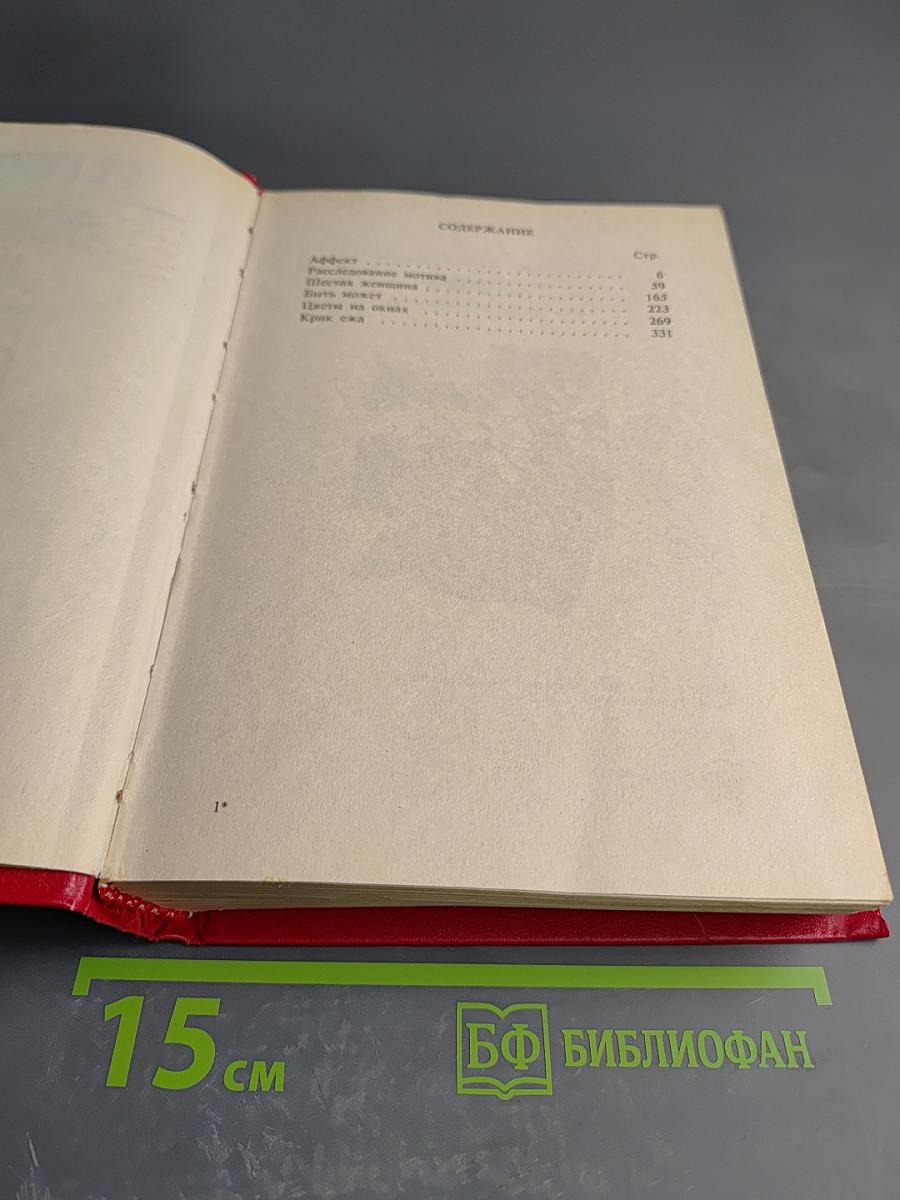 СОДЕРЖАНИЕ
Стр.
Аффект . . . . . . . . . . . . . . . . . . . . . 6
Расследование мотива . . . . . . . . . . . . . . . 59
Шестая женщина . . . . . . . . . . . . . . . . . 165
Быть может . . . . . . . . . . . . . . . . . . . 223
Цветы на окнах . . . . . . . . . . . . . . . . . 269
Крик ежа . . . . . . . . . . . . . . . . . . . . 331
1*
15 см
БФ БИБЛИОФАН